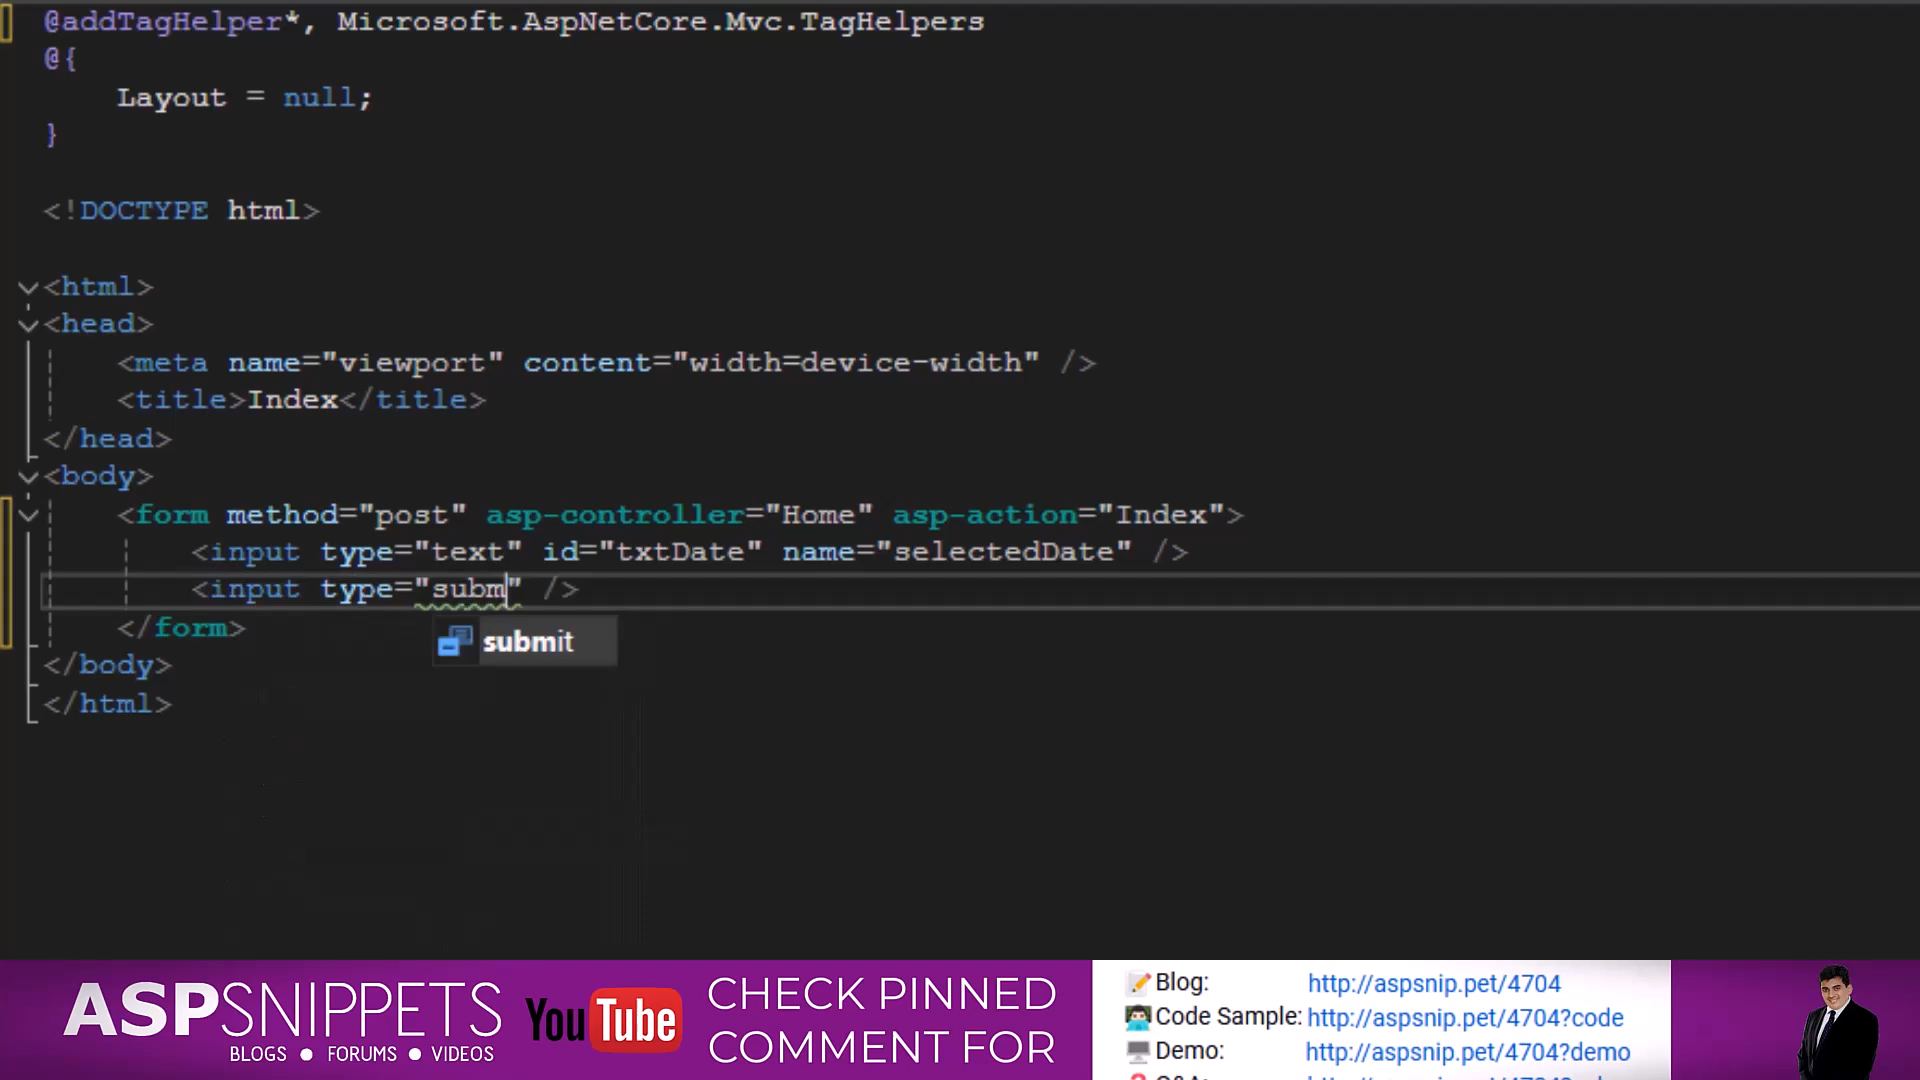 @addTagHelper*, Microsoft.AspNetCore.Mvc.TagHelpers
@{
Layout = null;
}
<!DOCTYPE html>
<html>
<head>
<meta name="viewport" content="width=device-width" />
<title>Index</title>
</head>
<body>
<form method="post" asp-controller="Home" asp-action="Index">
<input type="text" id="txtDate" name="selectedDate" />
<input type="subm" />
submit
</form>
</body>
</html>
ASPSNIPPETS
BLOGS ● FORUMS ● VIDEOS
YouTube
CHECK PINNED
COMMENT FOR
Blog: http://aspsnip.pet/4704
Code Sample: http://aspsnip.pet/4704?code
Demo: http://aspsnip.pet/4704?demo